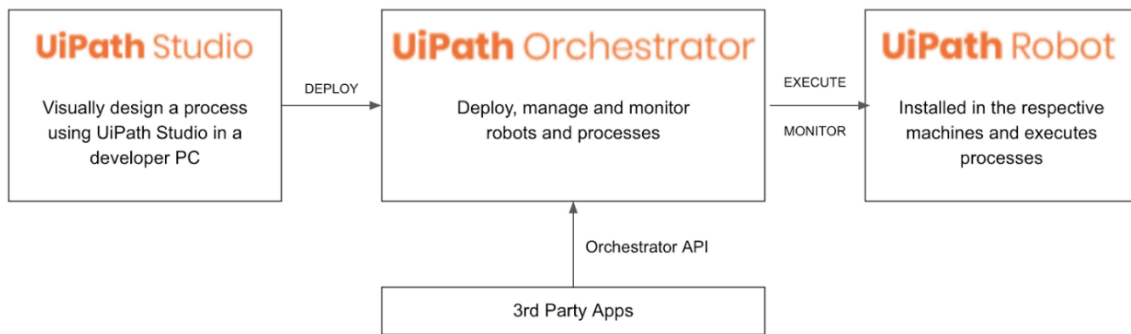 UiPath Studio
Visually design a process
using UiPath Studio in a
developer PC
DEPLOY
UiPath Orchestrator
Deploy, manage and monitor
robots and processes
EXECUTE
MONITOR
UiPath Robot
Installed in the respective
machines and executes
processes
Orchestrator API
3rd Party Apps